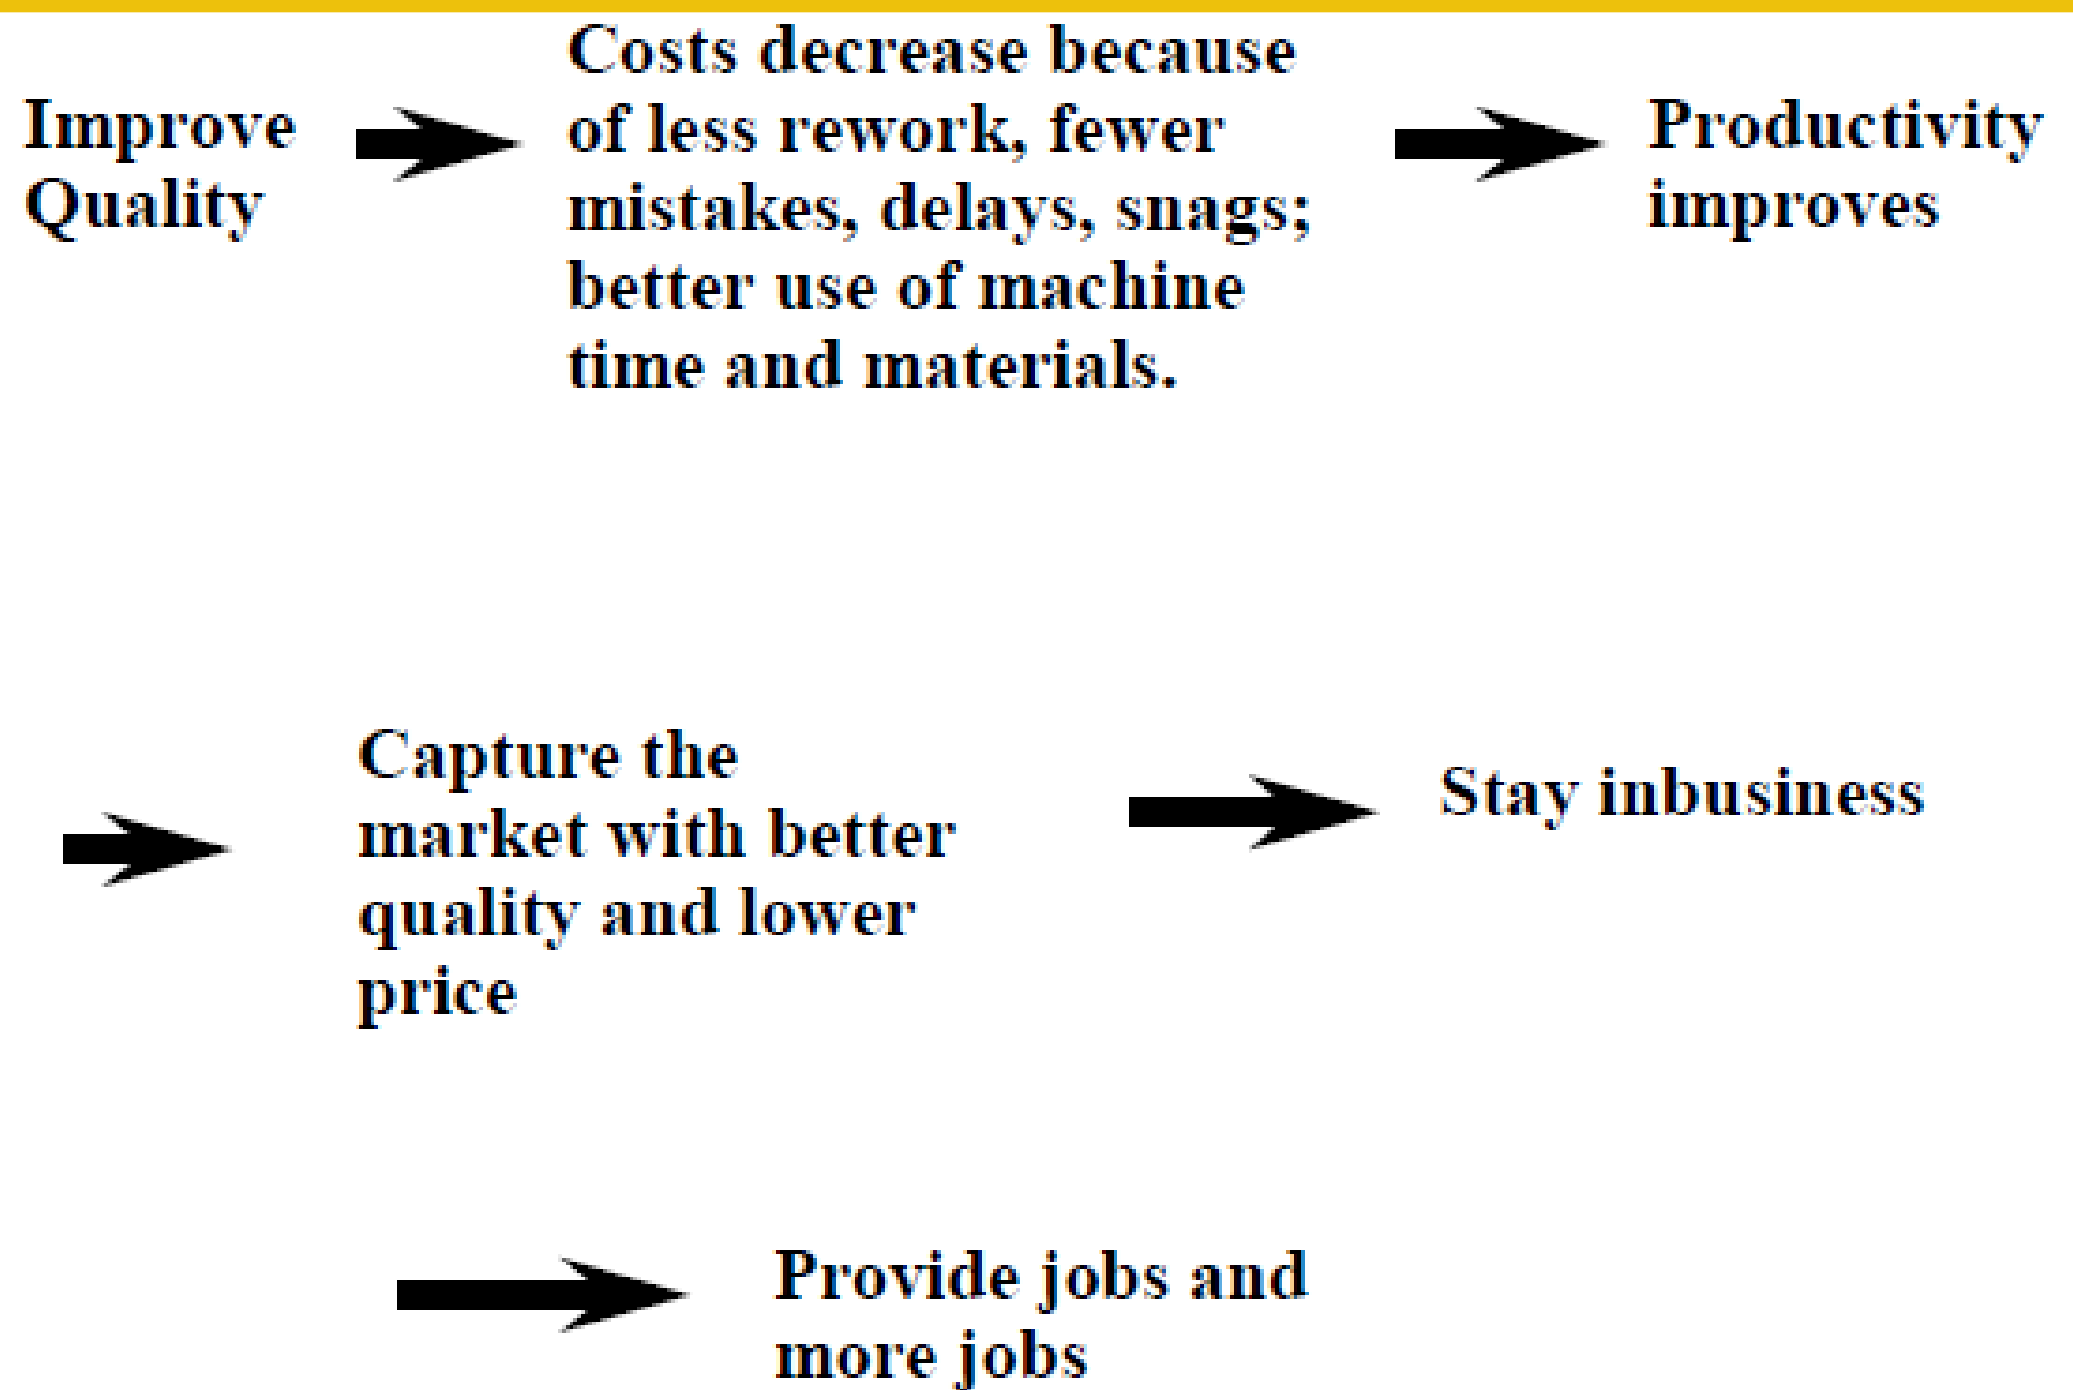 Improve
Quality
Costs decrease because
of less rework, fewer
mistakes, delays, snags;
better use of machine
time and materials.
Productivity
improves
Capture the
market with better
quality and lower
price
Stay inbusiness
Provide jobs and
more jobs